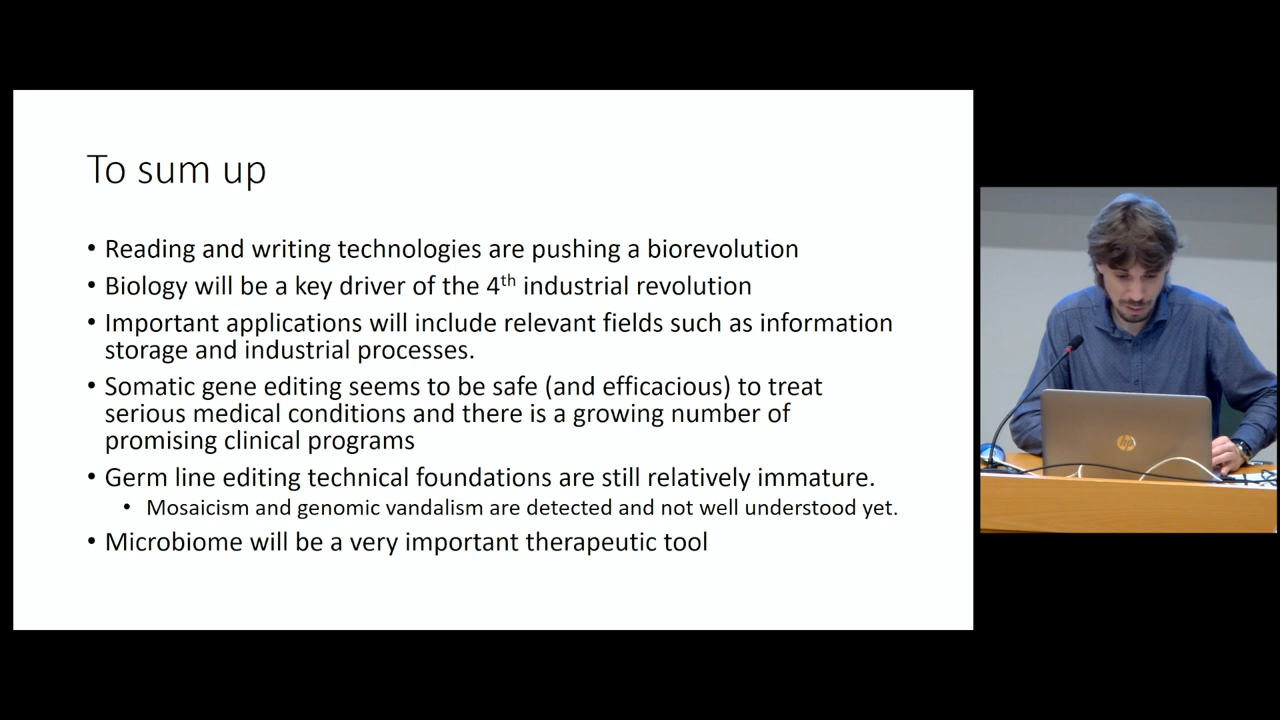 To sum up
• Reading and writing technologies are pushing a biorevolution
• Biology will be a key driver of the 4th industrial revolution
• Important applications will include relevant fields such as information
storage and industrial processes.
• Somatic gene editing seems to be safe (and efficacious) to treat
serious medical conditions and there is a growing number of
promising clinical programs
• Germ line editing technical foundations are still relatively immature.
• Mosaicism and genomic vandalism are detected and not well understood yet.
• Microbiome will be a very important therapeutic tool
hp